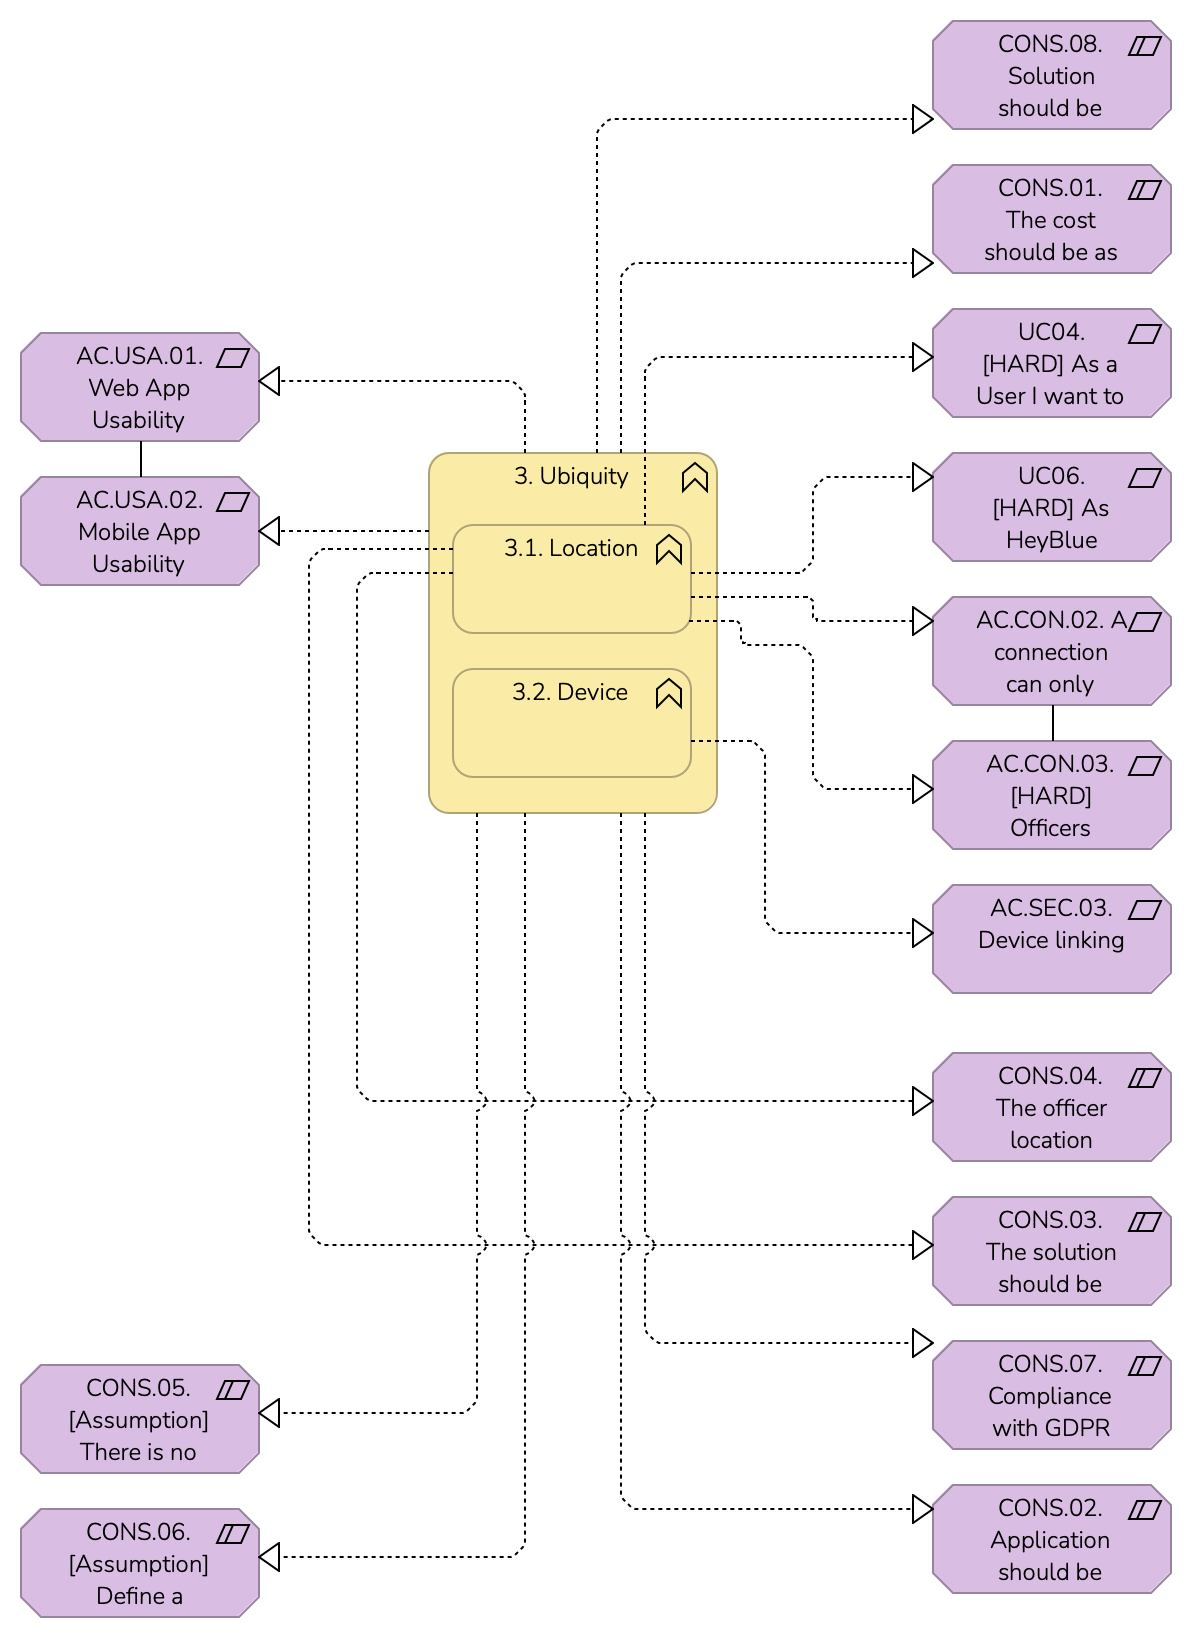 CONS.08.
Solution
should be
CONS.01.
The cost
should be as
UC04.
[HARD] As a
User I want to
AC.USA.01.
Web App
Usability
AC.USA.02.
Mobile App
Usability
3. Ubiquity
3.1. Location
3.2. Device
UC06.
[HARD] As
HeyBlue
AC.CON.02. A
connection
can only
AC.CON.03.
[HARD]
Officers
AC.SEC.03.
Device linking
CONS.04.
The officer
location
CONS.03.
The solution
should be
CONS.07.
Compliance
with GDPR
CONS.05.
[Assumption]
There is no
CONS.06.
[Assumption]
Define a
CONS.02.
Application
should be